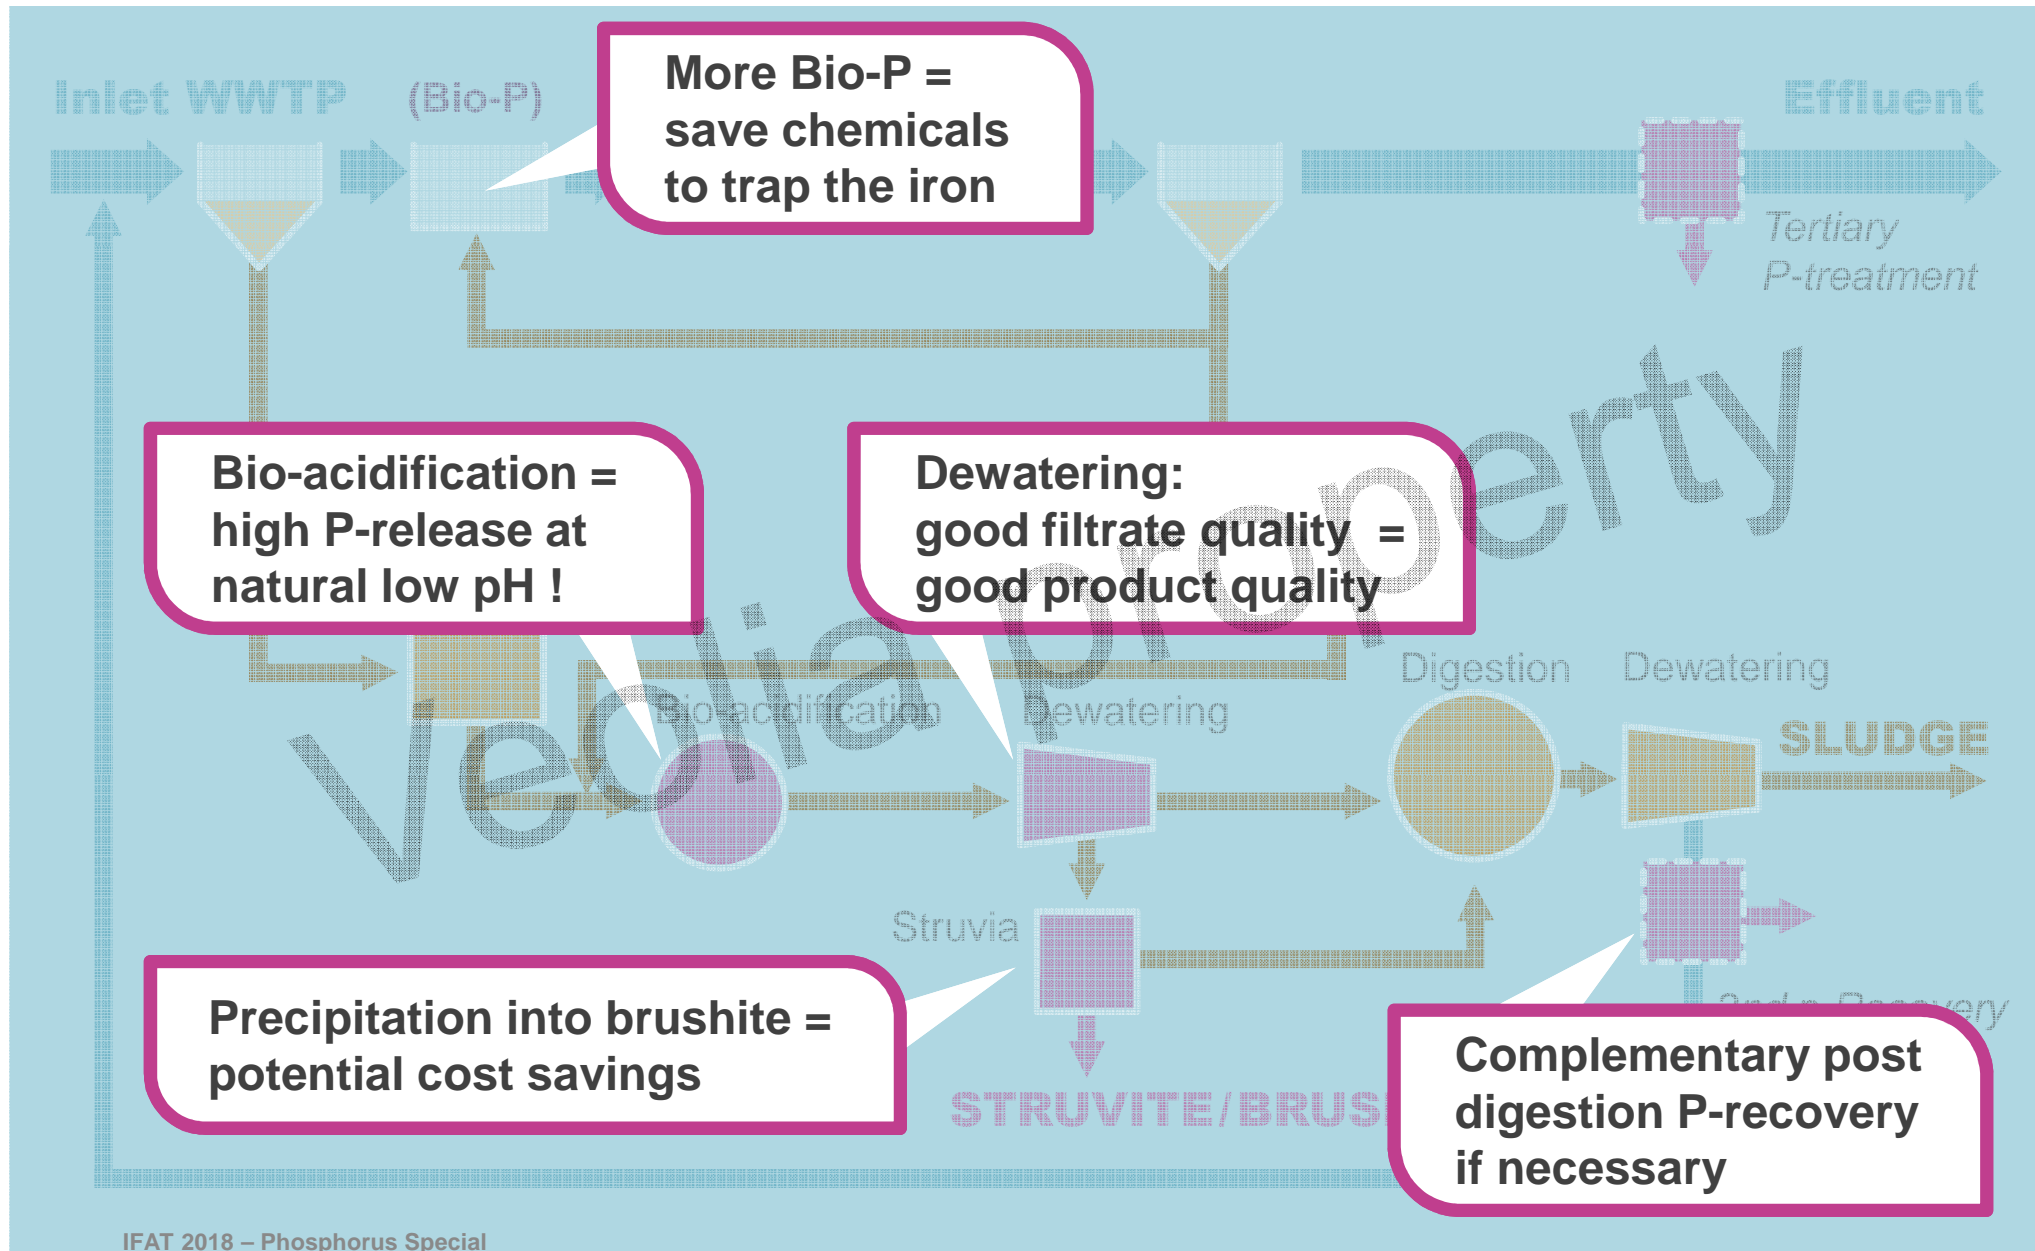 Inlet WWTP
(Bio-P)
More Bio-P =
save chemicals
to trap the iron
Effluent
Tertiary
P-treatment
Bio-acidification =
high P-release at
natural low pH !
Dewatering:
good filtrate quality =
good product quality
Veolia property
Bio-acidification
Dewatering
Digestion
Dewatering
SLUDGE
Struvia
Precipitation into brushite =
potential cost savings
STRUVITE/BRUS
Recovery
Complementary post
digestion P-recovery
if necessary
IFAT 2018 – Phosphorus Special